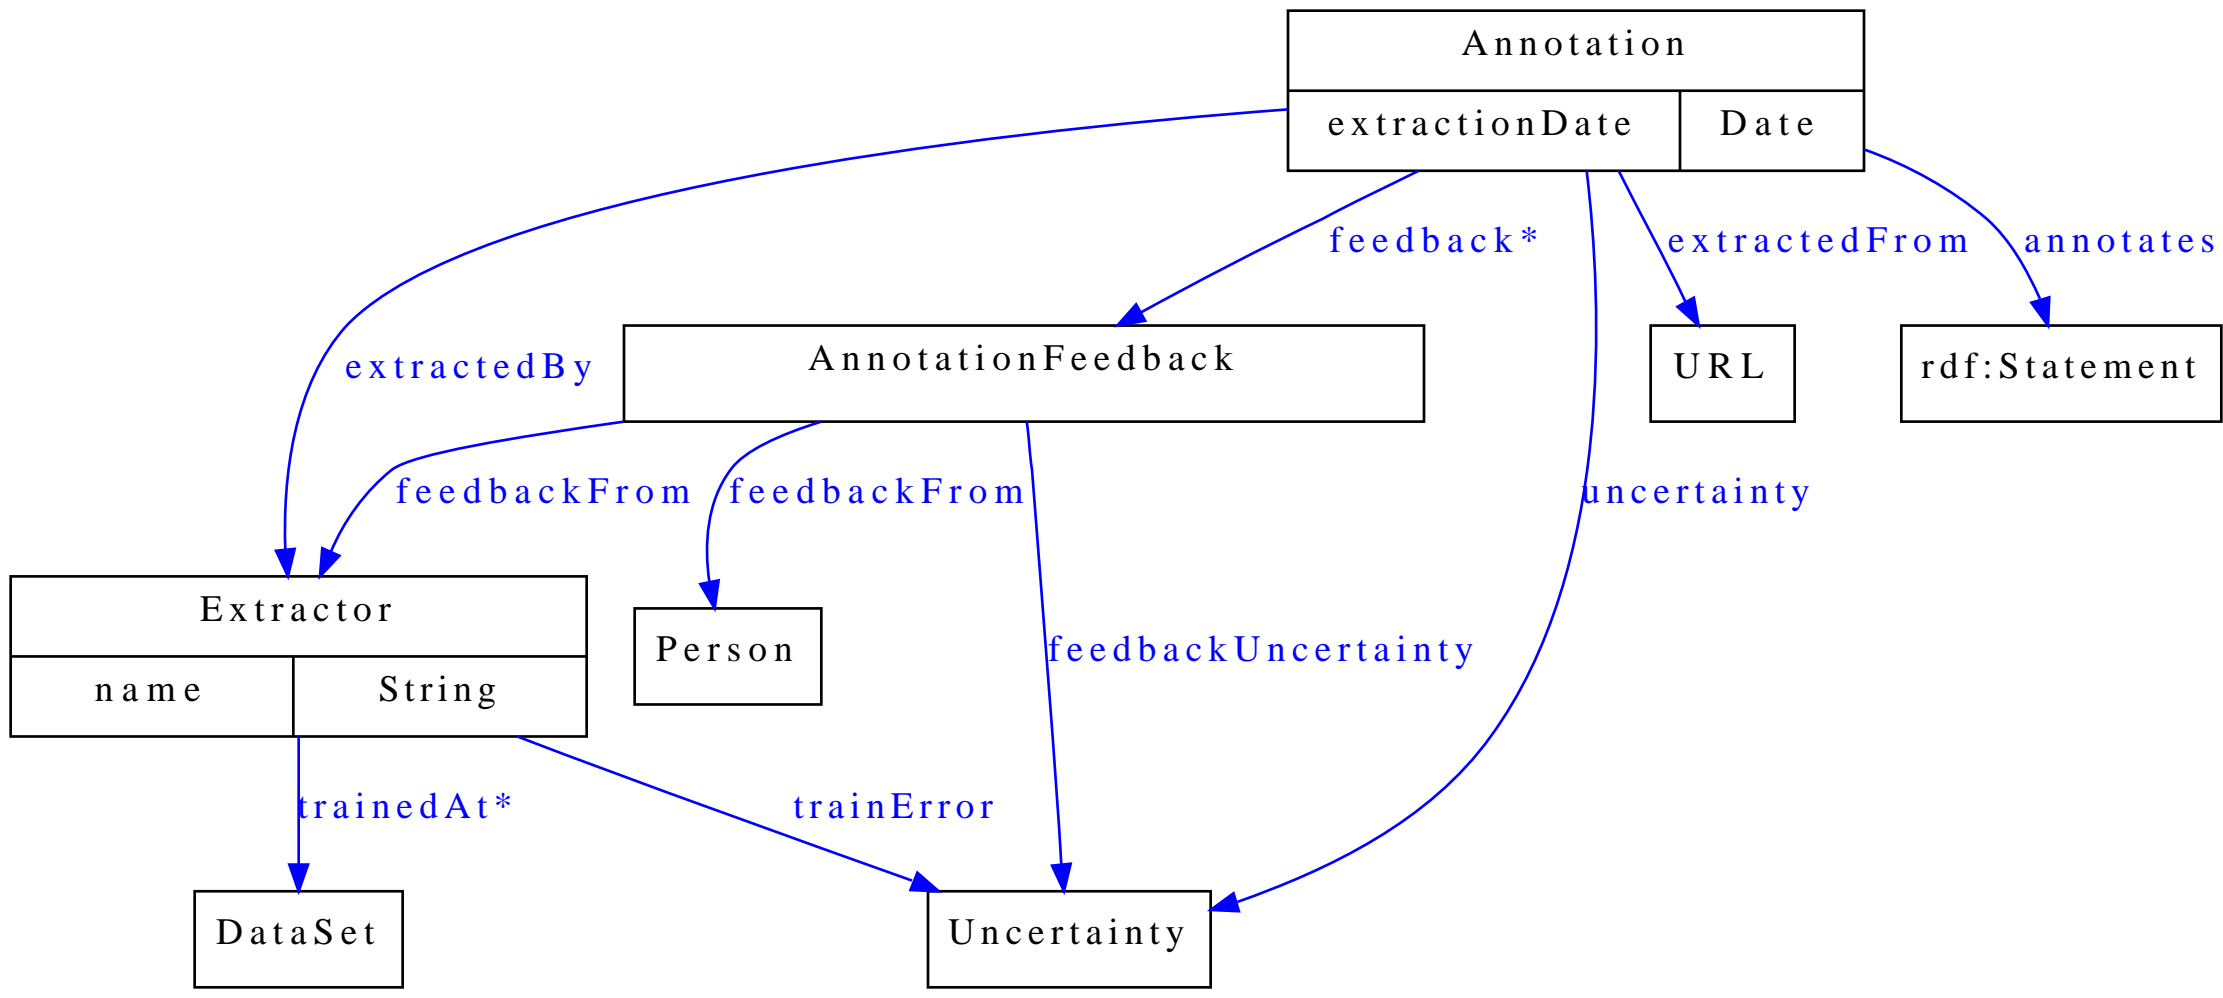 Annotation
extractionDate Date
feedback* extractedFrom annotates
extractedBy AnnotationFeedback URL rdf:Statement
feedbackFrom feedbackFrom uncertainty
Extractor
Person feedbackUncertainty
name String
trainedAt* trainError
DataSet Uncertainty